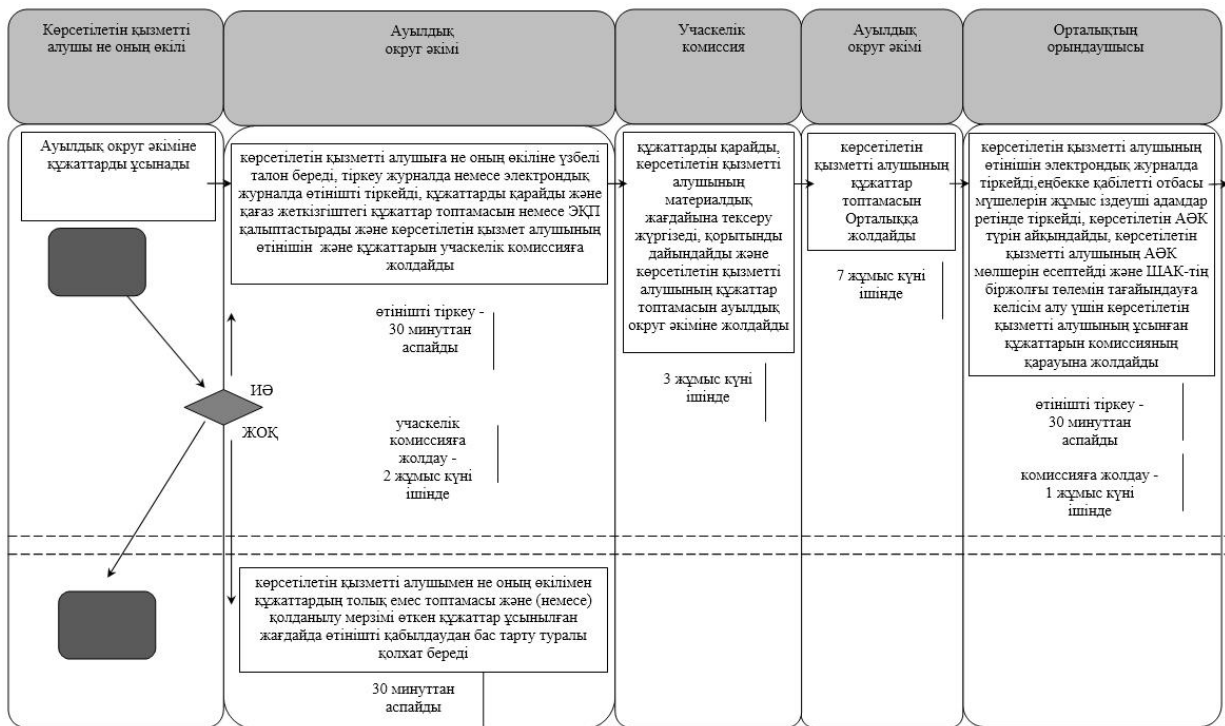 Көрсетілетін қызметті
алушы не оның өкілі
Ауылдық
округ әкімі
Учаскелік
комиссия
Ауылдық
округ әкімі
Орталықтың
орындаушысы
Ауылдық округ әкіміне
құжаттарды ұсынады
көрсетілетін қызметті алушыға не оның өкіліне үзбелі
талон береді, тіркеу журналда немесе электрондық
журналда өтінішті тіркейді, құжаттарды қарайды және
қағаз жеткізгіштегі құжаттар топтамасын немесе ЭҚП
қалыптастырады және көрсетілетін қызмет алушының
өтінішін және құжаттарын учаскелік комиссияға
жолдайды
өтінішті тіркеу -
30 минуттан
аспайды
учаскелік
комиссияға
жолдау -
2 жұмыс күні
ішінде
құжаттарды қарайды,
көрсетілетін қызметті
алушының
материалдық
жағдайына тексеру
жүргізеді, қорытынды
дайындайды және
көрсетілетін қызметті
алушының құжаттар
топтамасын ауылдық
округ әкіміне жолдайды
3 жұмыс күні
ішінде
көрсетілетін
қызметті алушының
құжаттар
топтамасын
Орталыққа
жолдайды
7 жұмыс күні
ішінде
көрсетілетін қызметті алушының
өтінішін электрондық журналда
тіркейді,еңбекке қабілетті отбасы
мүшелерін жұмыс іздеуші адамдар
ретінде тіркейді, көрсетілетін АӘК
түрін айқындайды, көрсетілетін
қызметті алушының АӘК
мөлшерін есептейді және ШАК-тің
біржолғы төлемін тағайындауға
келісім алу үшін көрсетілетін
қызметті алушының ұсынған
құжаттарын комиссияның
қарауына жолдайды
өтінішті тіркеу -
30 минуттан
аспайды
комиссияға жолдау -
1 жұмыс күні
ішінде
ИӘ
ЖОҚ
көрсетілетін қызметті алушымен не оның өкілімен
құжаттардың толық емес топтамасы және (немесе)
қолданылу мерзімі өткен құжаттар ұсынылған
жағдайда өтінішті қабылдаудан бас тарту туралы
қолхат береді
30 минуттан
аспайды